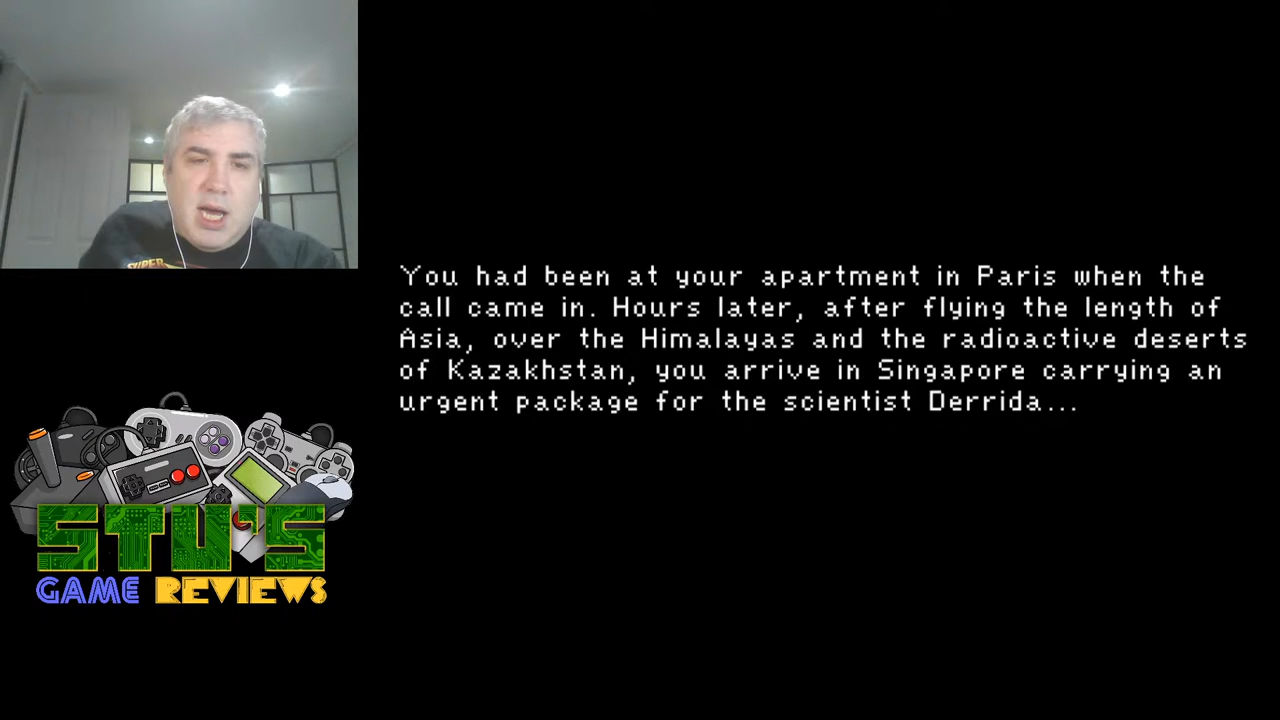 SUPER
You had been at your apartment in Paris when the
call came in. Hours later, after flying the length of
Asia, over the Himalayas and the radioactive deserts
of Kazakhstan, you arrive in Singapore carrying an
urgent package for the scientist Derrida...
STU'S
GAME REVIEWS